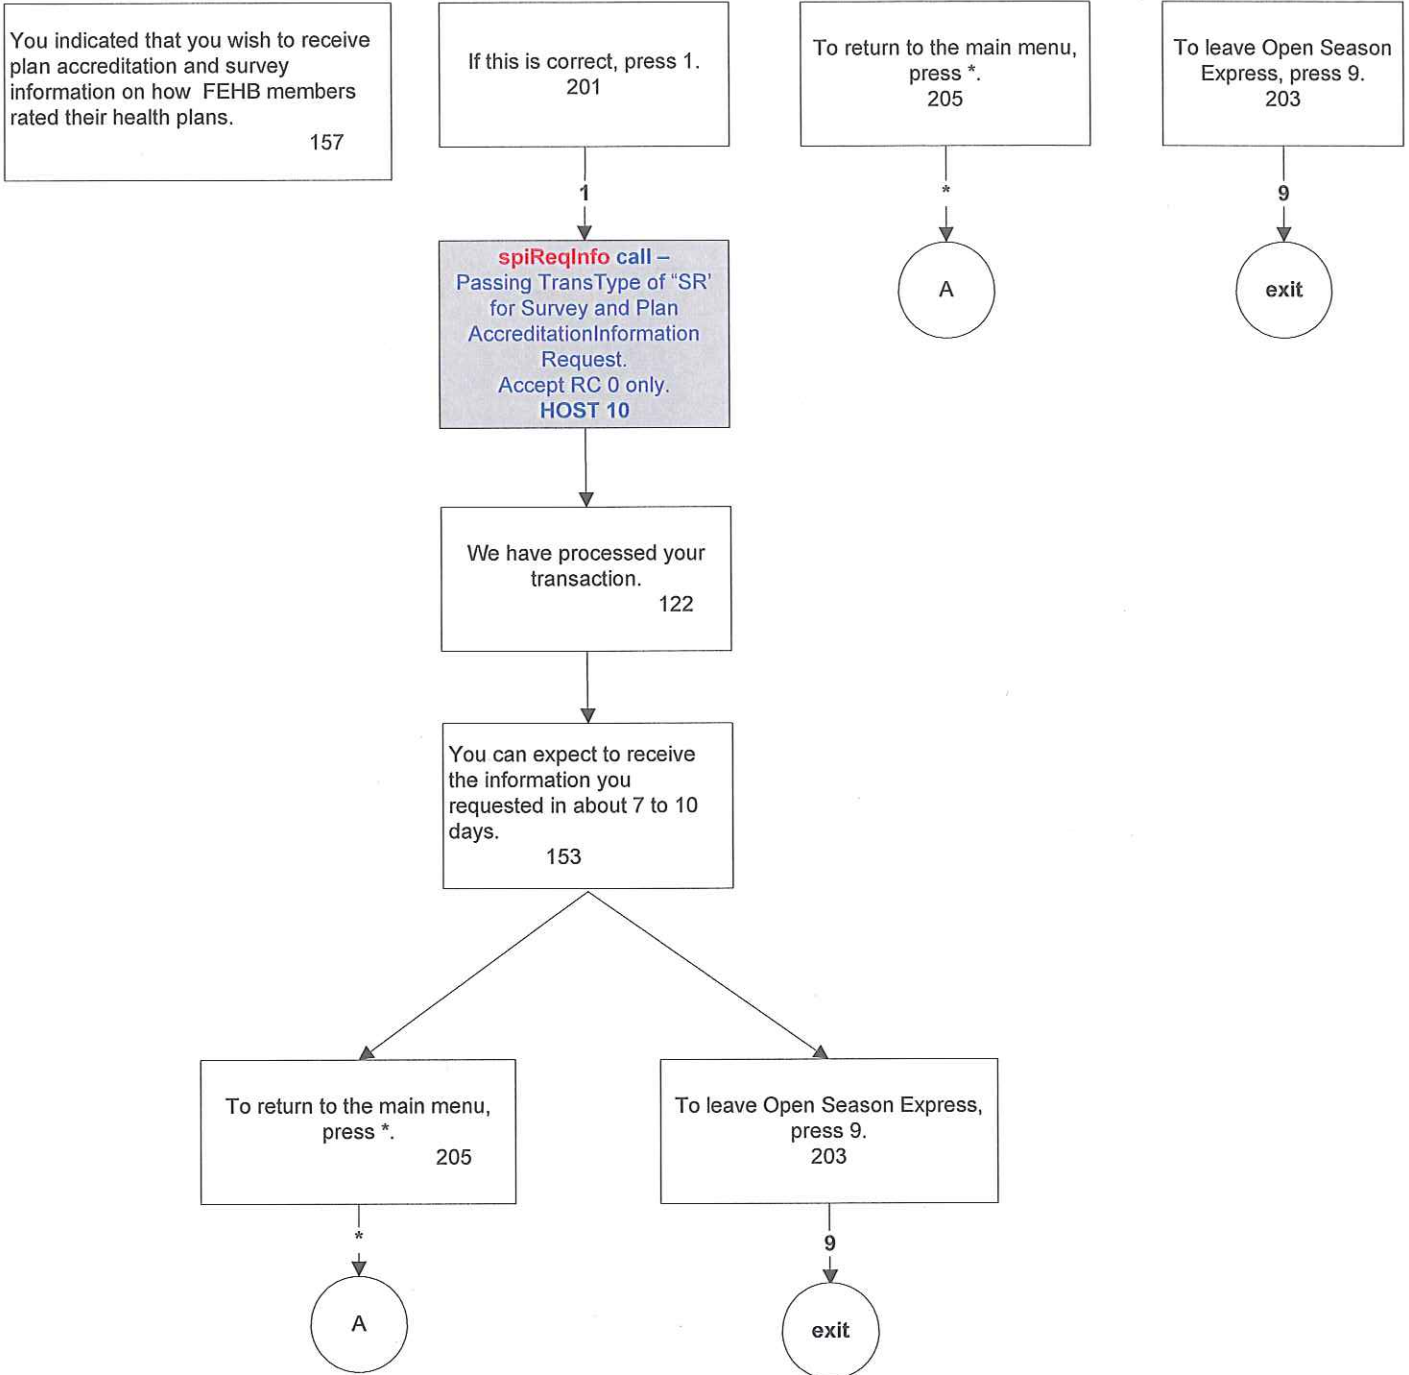 You indicated that you wish to receive
plan accreditation and survey
information on how FEHB members
rated their health plans.
157
If this is correct, press 1.
201
To return to the main menu,
press *.
205
To leave Open Season
Express, press 9.
203
1
*
9
spiReqInfo call –
Passing TransType of “SR’
for Survey and Plan
AccreditationInformation
Request.
Accept RC 0 only.
HOST 10
A
exit
We have processed your
transaction.
122
You can expect to receive
the information you
requested in about 7 to 10
days.
153
To return to the main menu,
press *.
205
To leave Open Season Express,
press 9.
203
*
9
A
exit